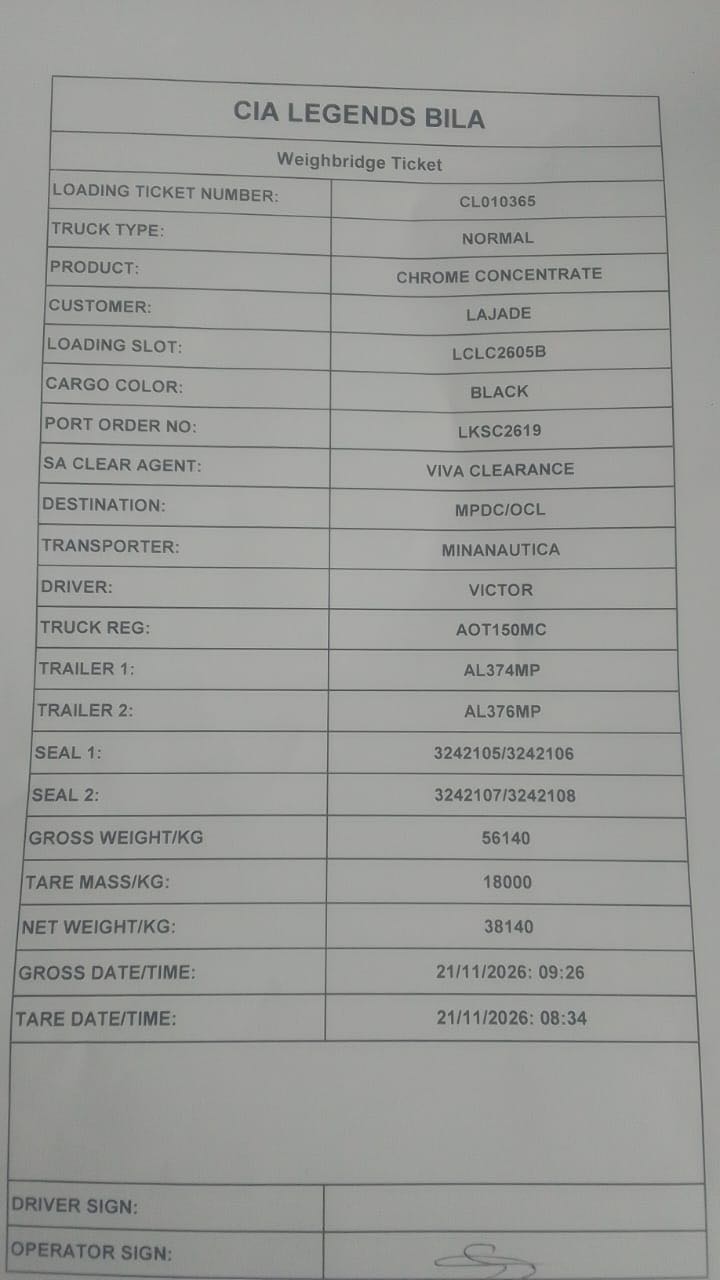 CIA LEGENDS BILA
Weighbridge Ticket
LOADING TICKET NUMBER: CL010365
TRUCK TYPE: NORMAL
PRODUCT: CHROME CONCENTRATE
CUSTOMER: LAJADE
LOADING SLOT: LCLC2605B
CARGO COLOR: BLACK
PORT ORDER NO: LKSC2619
SA CLEAR AGENT: VIVA CLEARANCE
DESTINATION: MPDC/OCL
TRANSPORTER: MINANAUTICA
DRIVER: VICTOR
TRUCK REG: AOT150MC
TRAILER 1: AL374MP
TRAILER 2: AL376MP
SEAL 1: 3242105/3242106
SEAL 2: 3242107/3242108
GROSS WEIGHT/KG 56140
TARE MASS/KG: 18000
NET WEIGHT/KG: 38140
GROSS DATE/TIME: 21/11/2026: 09:26
TARE DATE/TIME: 21/11/2026: 08:34
DRIVER SIGN:
OPERATOR SIGN: